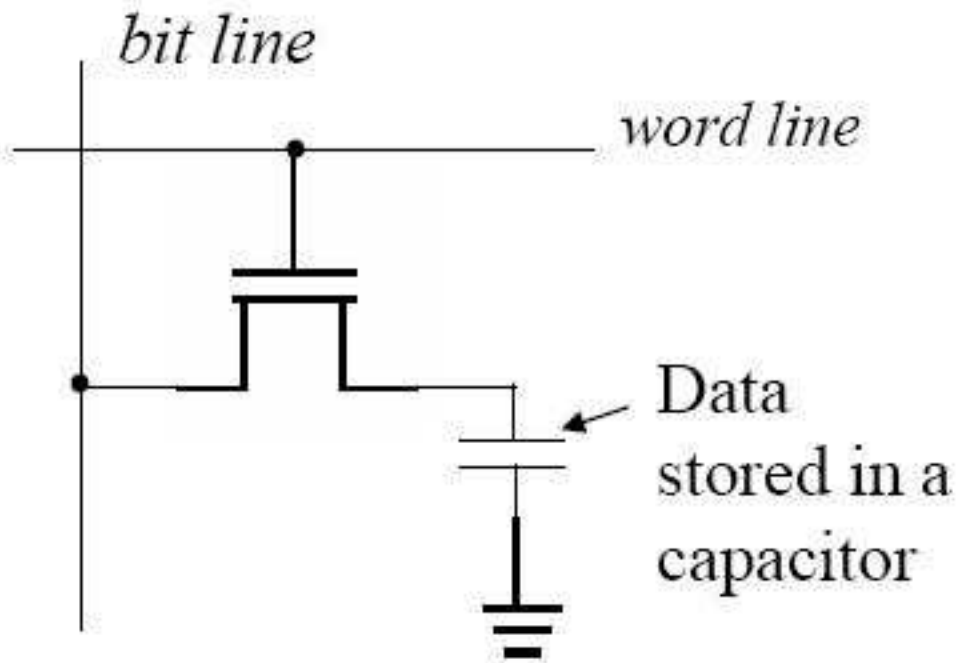 bit line
word line
Data
stored in a
capacitor